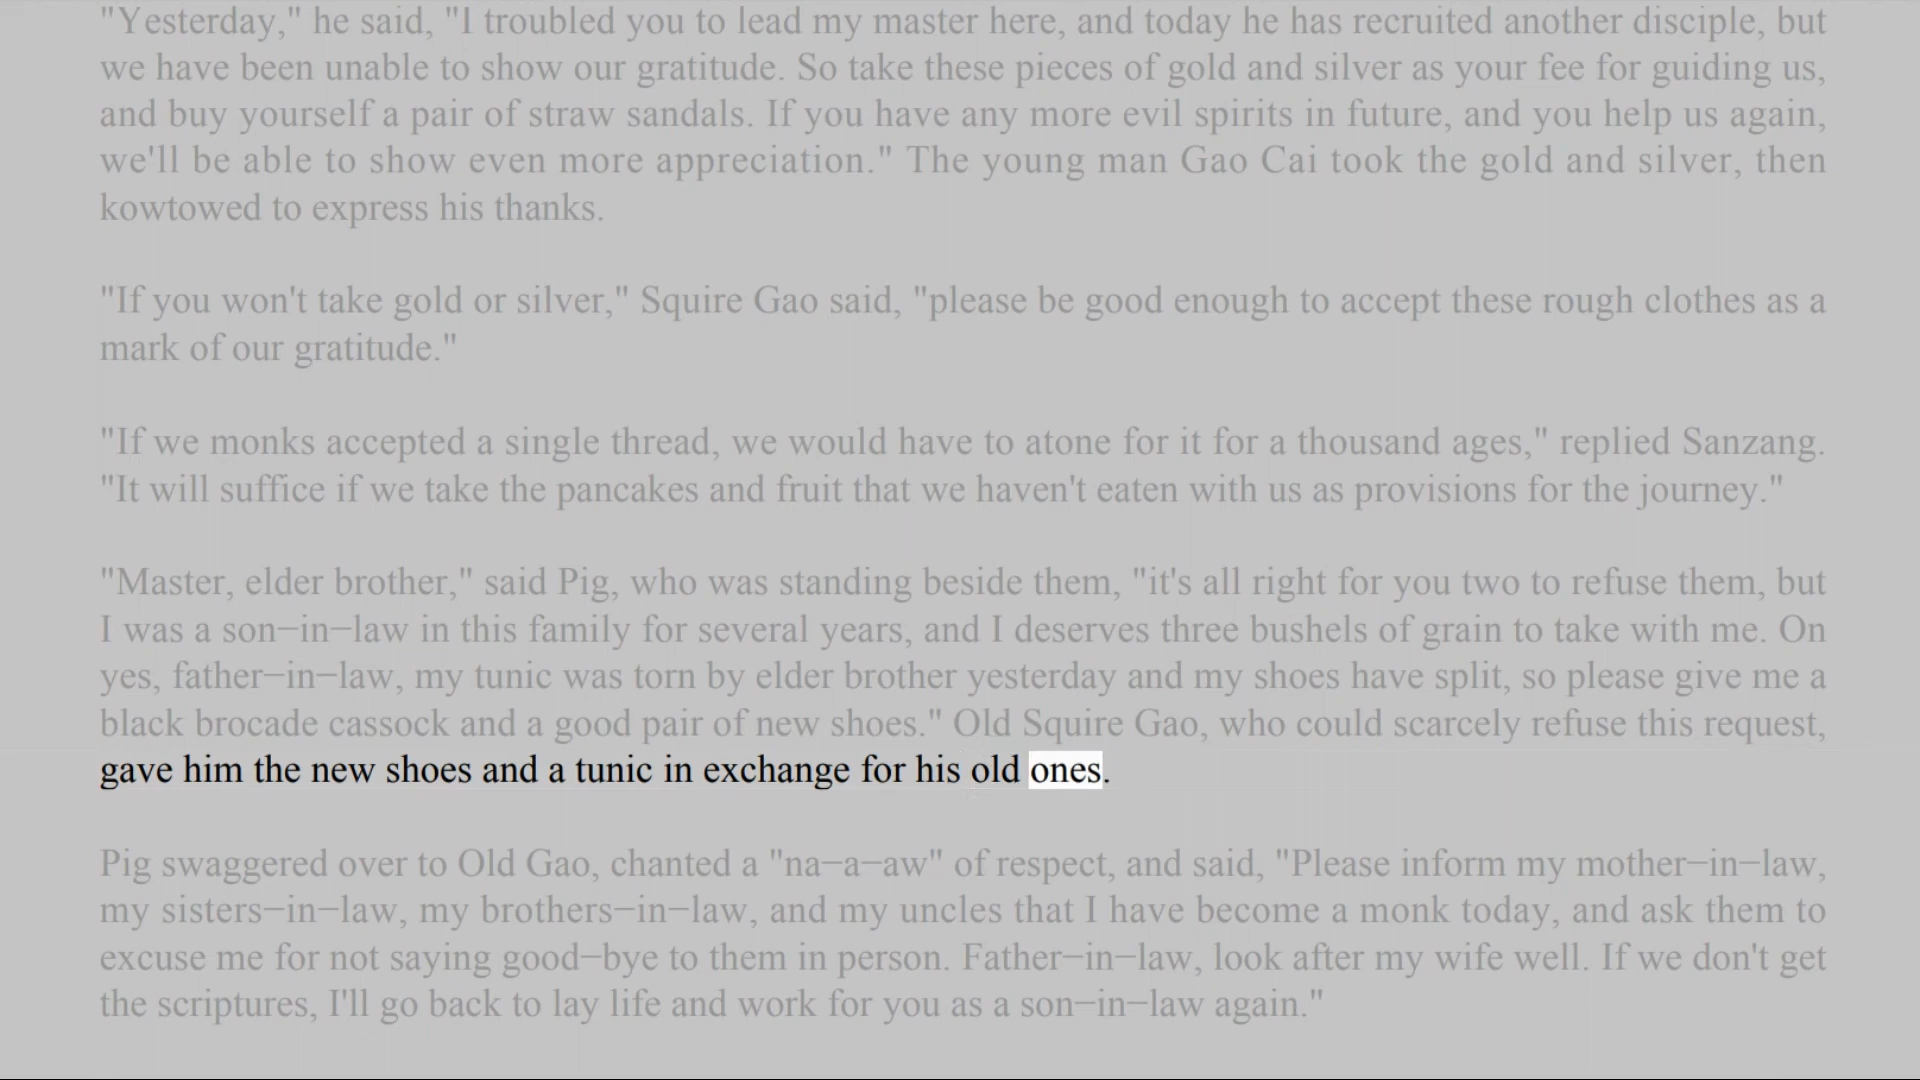 "Yesterday," he said, "I troubled you to lead my master here, and today he has recruited another disciple, but
we have been unable to show our gratitude. So take these pieces of gold and silver as your fee for guiding us,
and buy yourself a pair of straw sandals. If you have any more evil spirits in future, and you help us again,
we'll be able to show even more appreciation." The young man Gao Cai took the gold and silver, then
kowtowed to express his thanks.
"If you won't take gold or silver," Squire Gao said, "please be good enough to accept these rough clothes as a
mark of our gratitude."
"If we monks accepted a single thread, we would have to atone for it for a thousand ages," replied Sanzang.
"It will suffice if we take the pancakes and fruit that we haven't eaten with us as provisions for the journey."
"Master, elder brother," said Pig, who was standing beside them, "it's all right for you two to refuse them, but
I was a son−in−law in this family for several years, and I deserves three bushels of grain to take with me. On
yes, father−in−law, my tunic was torn by elder brother yesterday and my shoes have split, so please give me a
black brocade cassock and a good pair of new shoes." Old Squire Gao, who could scarcely refuse this request,
gave him the new shoes and a tunic in exchange for his old ones.
Pig swaggered over to Old Gao, chanted a "na−a−aw" of respect, and said, "Please inform my mother−in−law,
my sisters−in−law, my brothers−in−law, and my uncles that I have become a monk today, and ask them to
excuse me for not saying good−bye to them in person. Father−in−law, look after my wife well. If we don't get
the scriptures, I'll go back to lay life and work for you as a son−in−law again."